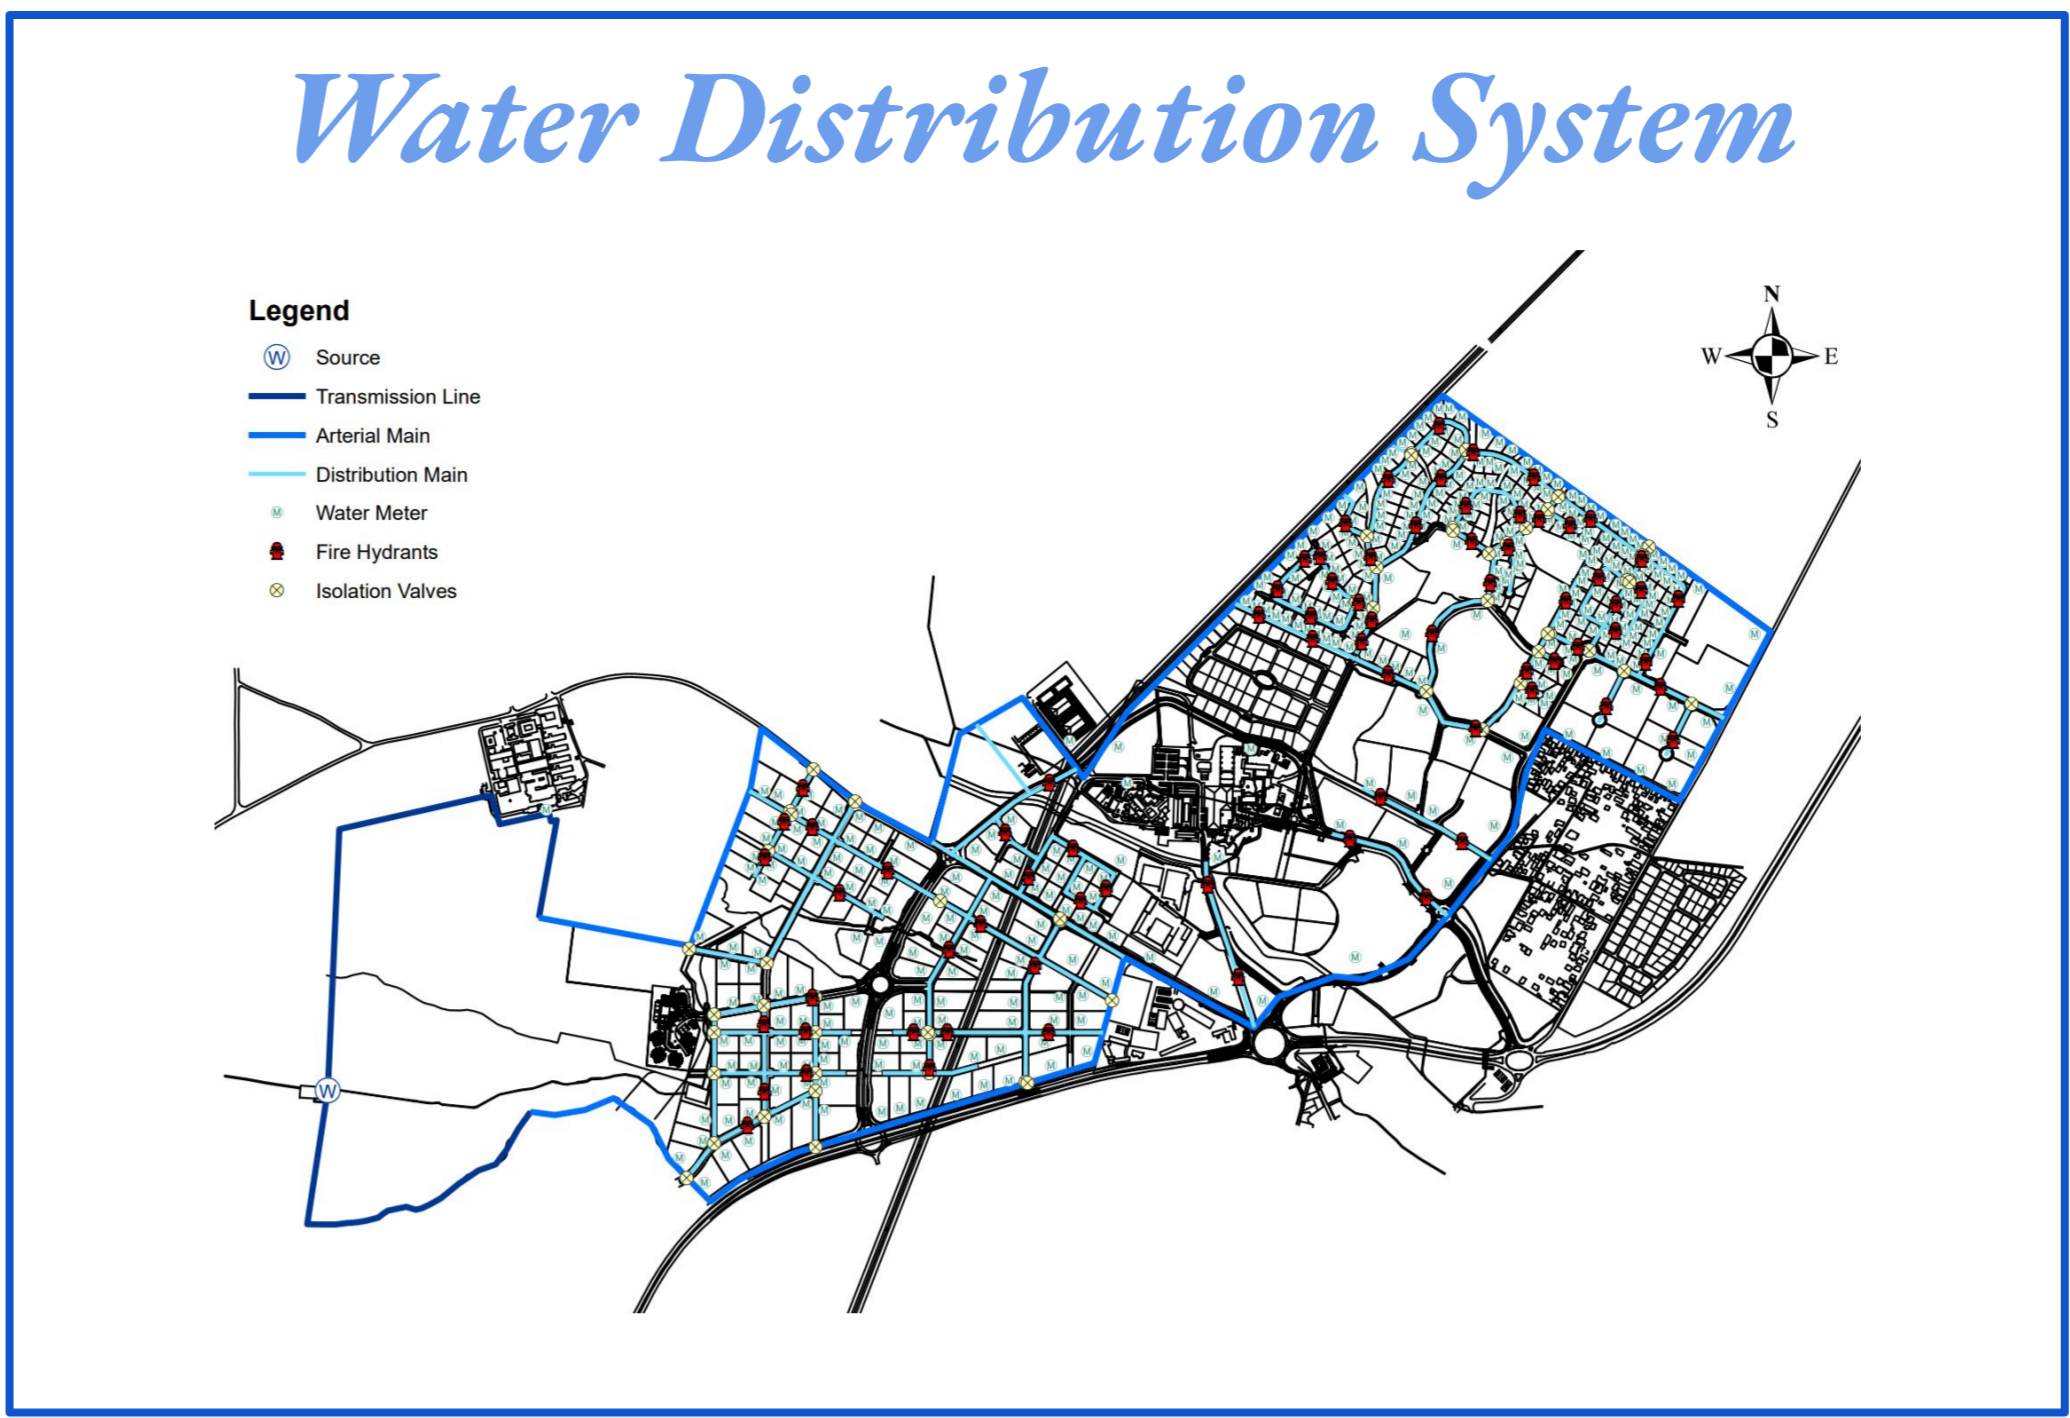 Water Distribution System
Legend
W Source
Transmission Line
Arterial Main
Distribution Main
M Water Meter
Fire Hydrants
Isolation Valves
N
W E
S
W